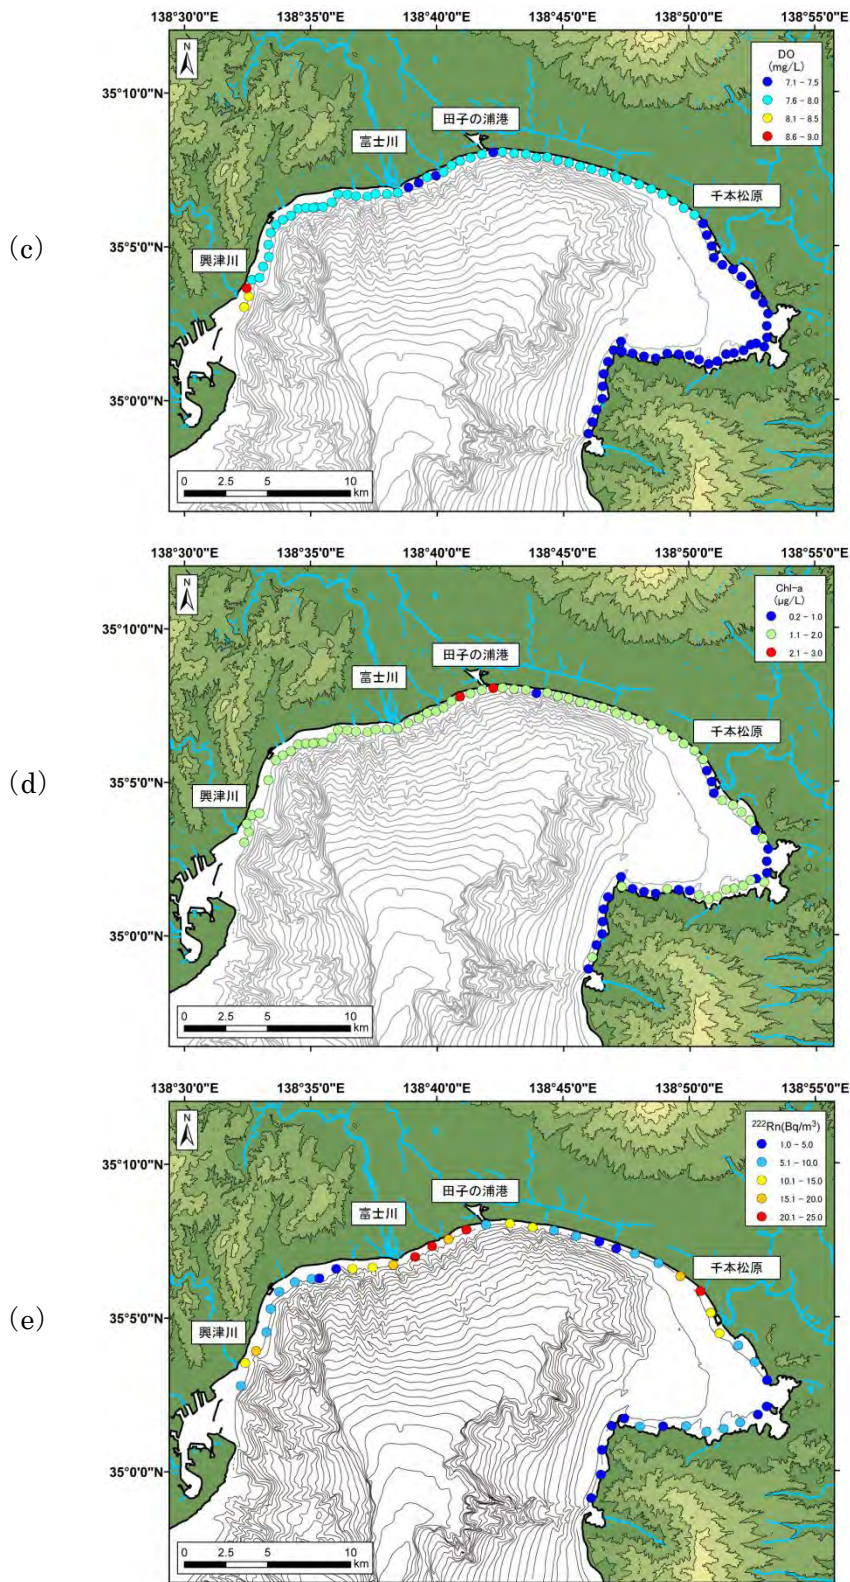 138°30'0"E 138°35'0"E 138°40'0"E 138°45'0"E 138°50'0"E 138°55'0"E
N
DO
(mg/L)
7.1 – 7.5
7.6 – 8.0
8.1 – 8.5
8.6 – 9.0
35°10'0"N
田子の浦港
富士川
千本松原
(c)
35°5'0"N
興津川
35°0'0"N
0 2.5 5 10
km
138°30'0"E 138°35'0"E 138°40'0"E 138°45'0"E 138°50'0"E 138°55'0"E
N
Chl-a
(μg/L)
0.2 – 1.0
1.1 – 2.0
2.1 – 3.0
35°10'0"N
田子の浦港
富士川
千本松原
(d)
35°5'0"N
興津川
35°0'0"N
0 2.5 5 10
km
138°30'0"E 138°35'0"E 138°40'0"E 138°45'0"E 138°50'0"E 138°55'0"E
N
²²²Rn(Bq/m³)
1.0 – 5.0
5.1 – 10.0
10.1 – 15.0
15.1 – 20.0
20.1 – 25.0
35°10'0"N
田子の浦港
富士川
千本松原
(e)
35°5'0"N
興津川
35°0'0"N
0 2.5 5 10
km